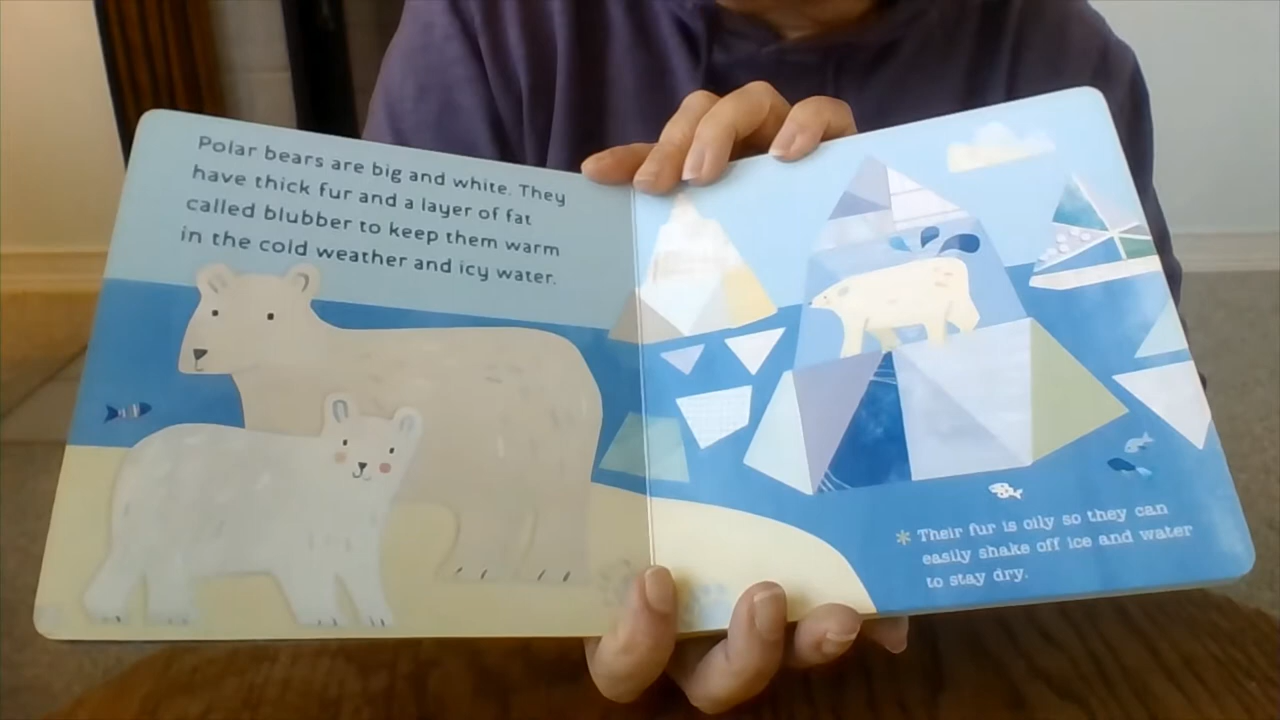 Polar bears are big and white. They
have thick fur and a layer of fat
called blubber to keep them warm
in the cold weather and icy water.
* Their fur is oily so they can
easily shake off ice and water
to stay dry.